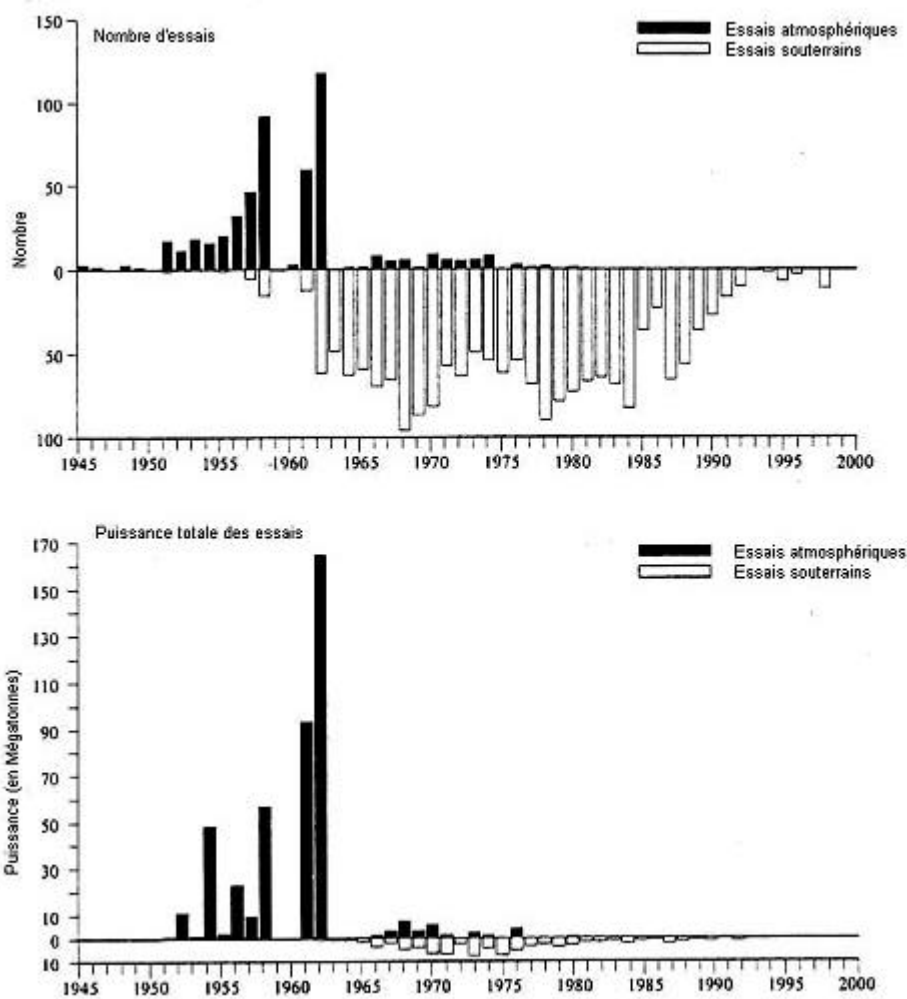 150
Nombre d'essais
Essais atmosphériques
Essais souterrains
100
50
0
50
100
Nombre
1945 1950 1955 1960 1965 1970 1975 1980 1985 1990 1995 2000
Puissance totale des essais
170
Essais atmosphériques
Essais souterrains
150
130
110
90
70
50
30
10
0
10
Puissance (en Mégatonnes)
1945 1950 1955 1960 1965 1970 1975 1980 1985 1990 1995 2000